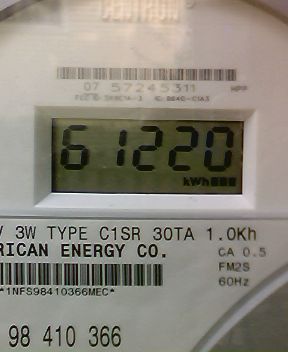 CENTRON
07 57245311
61220
kWh
V 3W TYPE C1SR 30TA 1.0Kh
RICAN ENERGY CO.
CA 0.5
FM2S
*1NFS98410366MEC*
60Hz
98 410 366